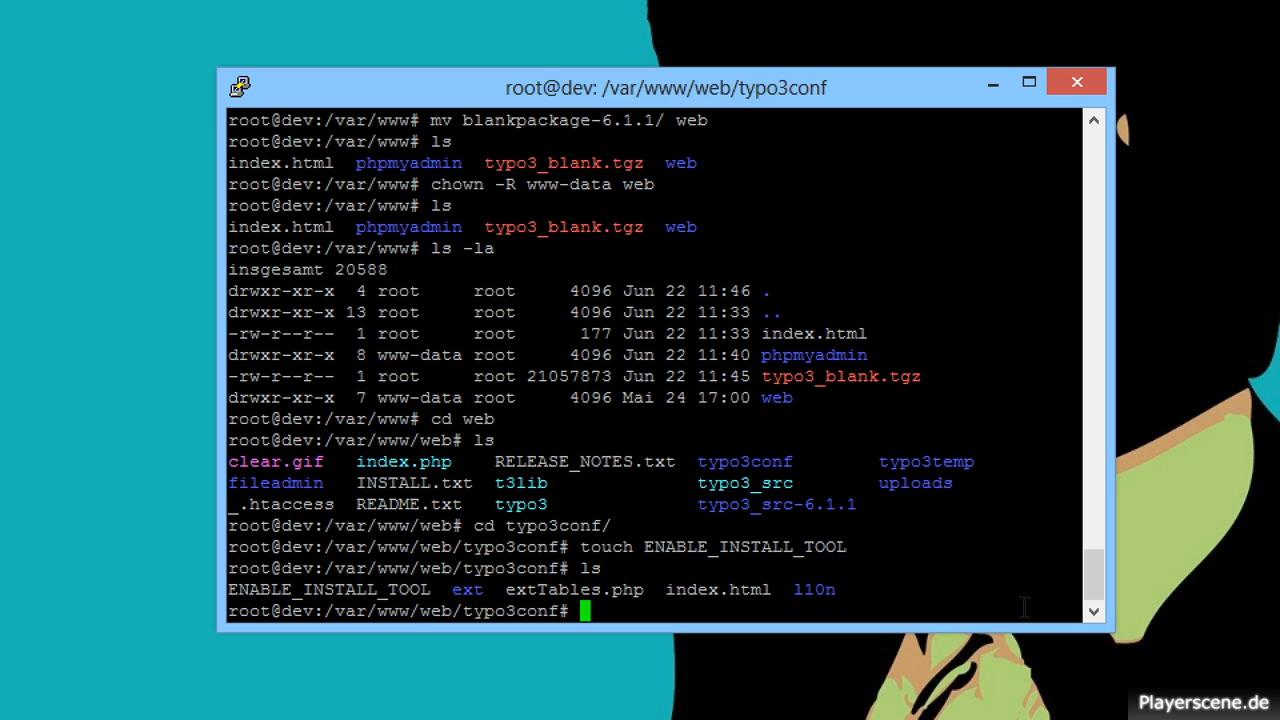 root@dev: /var/www/web/typo3conf
root@dev:/var/www# mv blankpackage-6.1.1/ web
root@dev:/var/www# ls
index.html  phpmyadmin  typo3_blank.tgz  web
root@dev:/var/www# chown -R www-data web
root@dev:/var/www# ls
index.html  phpmyadmin  typo3_blank.tgz  web
root@dev:/var/www# ls -la
insgesamt 20588
drwxr-xr-x  4 root     root     4096 Jun 22 11:46 .
drwxr-xr-x 13 root     root     4096 Jun 22 11:33 ..
-rw-r--r--  1 root     root      177 Jun 22 11:33 index.html
drwxr-xr-x  8 www-data root     4096 Jun 22 11:40 phpmyadmin
-rw-r--r--  1 root     root 21057873 Jun 22 11:45 typo3_blank.tgz
drwxr-xr-x  7 www-data root     4096 Mai 24 17:00 web
root@dev:/var/www# cd web
root@dev:/var/www/web# ls
clear.gif   index.php    RELEASE_NOTES.txt  typo3conf        typo3temp
fileadmin   INSTALL.txt  t3lib              typo3_src        uploads
_.htaccess  README.txt   typo3              typo3_src-6.1.1
root@dev:/var/www/web# cd typo3conf/
root@dev:/var/www/web/typo3conf# touch ENABLE_INSTALL_TOOL
root@dev:/var/www/web/typo3conf# ls
ENABLE_INSTALL_TOOL  ext  extTables.php  index.html  l10n
root@dev:/var/www/web/typo3conf#
Playerscene.de